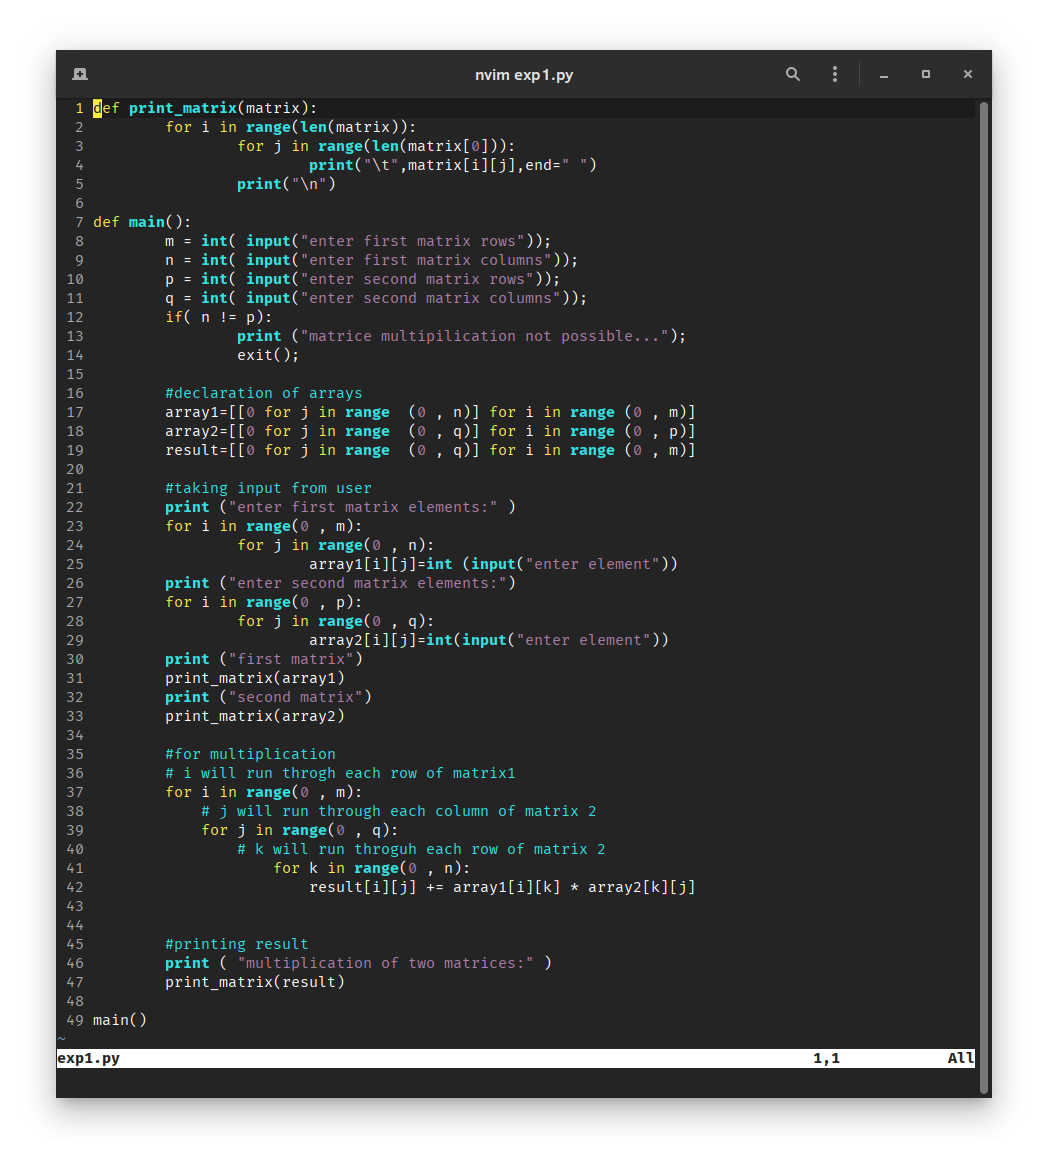 nvim exp1.py
1 def print_matrix(matrix):
2         for i in range(len(matrix)):
3                 for j in range(len(matrix[0])):
4                         print("\t",matrix[i][j],end=" ")
5                 print("\n")
6
7 def main():
8         m = int( input("enter first matrix rows"));
9         n = int( input("enter first matrix columns"));
10         p = int( input("enter second matrix rows"));
11         q = int( input("enter second matrix columns"));
12         if( n != p):
13                 print ("matrice multipilication not possible...");
14                 exit();
15
16         #declaration of arrays
17         array1=[[0 for j in range  (0 , n)] for i in range (0 , m)]
18         array2=[[0 for j in range  (0 , q)] for i in range (0 , p)]
19         result=[[0 for j in range  (0 , q)] for i in range (0 , m)]
20
21         #taking input from user
22         print ("enter first matrix elements:" )
23         for i in range(0 , m):
24                 for j in range(0 , n):
25                         array1[i][j]=int (input("enter element"))
26         print ("enter second matrix elements:")
27         for i in range(0 , p):
28                 for j in range(0 , q):
29                         array2[i][j]=int(input("enter element"))
30         print ("first matrix")
31         print_matrix(array1)
32         print ("second matrix")
33         print_matrix(array2)
34
35         #for multiplication
36         # i will run throgh each row of matrix1
37         for i in range(0 , m):
38             # j will run through each column of matrix 2
39             for j in range(0 , q):
40                 # k will run throguh each row of matrix 2
41                     for k in range(0 , n):
42                         result[i][j] += array1[i][k] * array2[k][j]
43
44
45         #printing result
46         print ( "multiplication of two matrices:" )
47         print_matrix(result)
48
49 main()
~
exp1.py 1,1 All